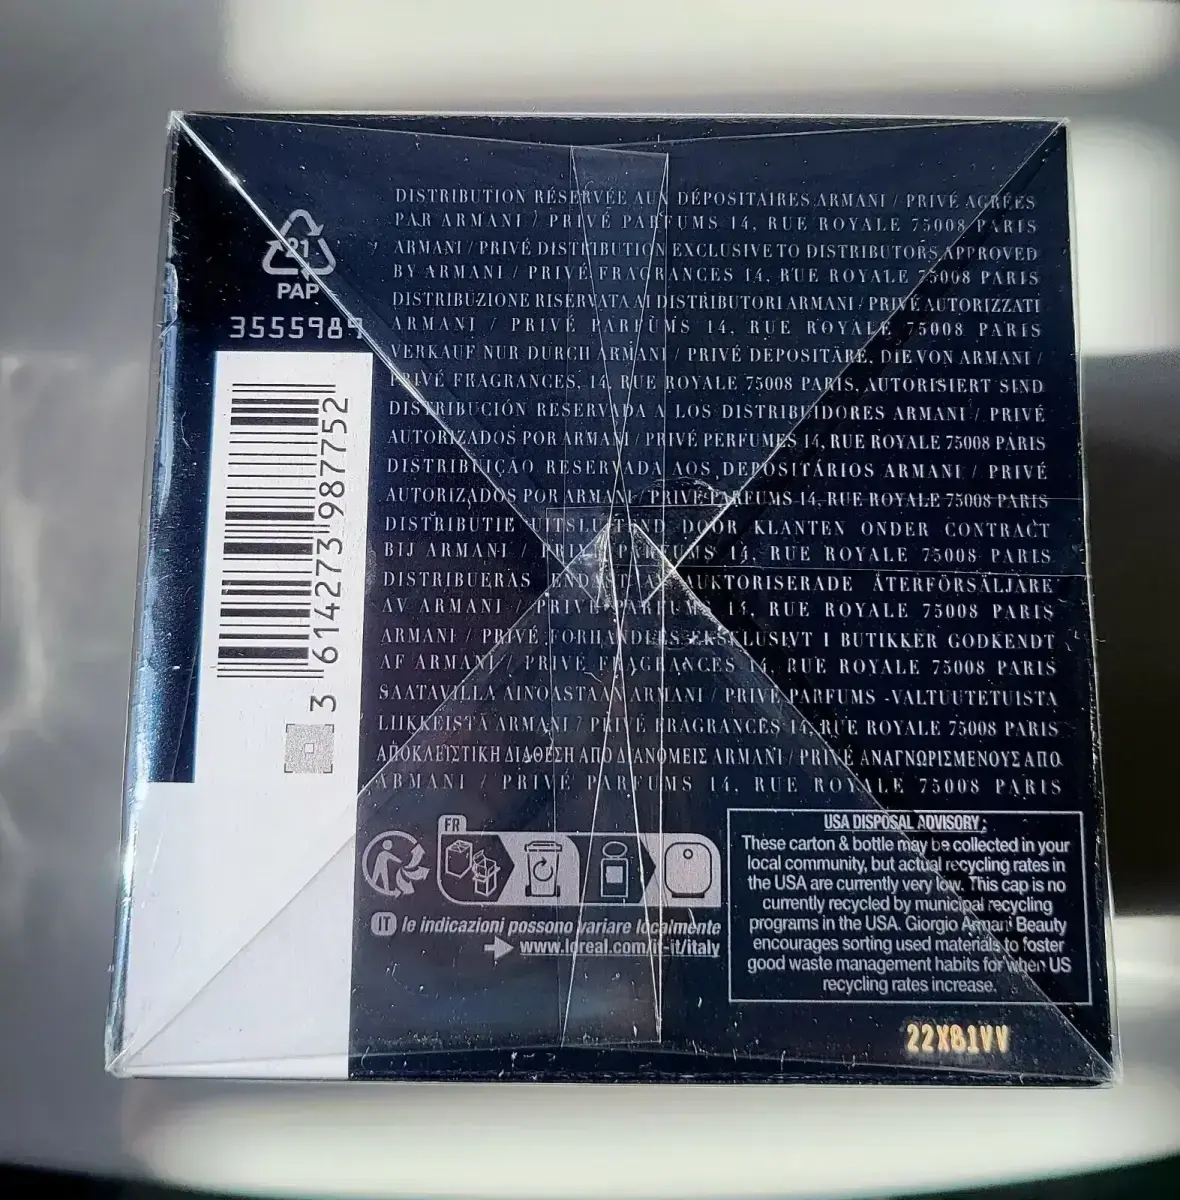 21
PAP
3555989
3 614273 987752
DISTRIBUTION RÉSERVÉE AUX DÉPOSITAIRES ARMANI / PRIVÉ AGRÉÉS
PAR ARMANI / PRIVÉ PARFUMS 14, RUE ROYALE 75008 PARIS
ARMANI / PRIVÉ DISTRIBUTION EXCLUSIVE TO DISTRIBUTORS APPROVED
BY ARMANI / PRIVÉ FRAGRANCES 14, RUE ROYALE 75008 PARIS
DISTRIBUZIONE RISERVATA AI DISTRIBUTORI ARMANI / PRIVÉ AUTORIZZATI
ARMANI / PRIVÉ PARFUMS 14, RUE ROYALE 75008 PARIS
VERKAUF NUR DURCH ARMANI / PRIVÉ DEPOSITÄRE, DIE VON ARMANI /
PRIVÉ FRAGRANCES, 14, RUE ROYALE 75008 PARIS, AUTORISIERT SIND
DISTRIBUCIÓN RESERVADA A LOS DISTRIBUIDORES ARMANI / PRIVÉ
AUTORIZADOS POR ARMANI / PRIVÉ PERFUMES 14, RUE ROYALE 75008 PARIS
DISTRIBUIÇÃO RESERVADA AOS DEPOSITÁRIOS ARMANI / PRIVÉ
AUTORIZADOS POR ARMANI / PRIVÉ PARFUMS 14, RUE ROYALE 75008 PARIS
DISTRIBUTIE UITSLUITEND DOOR KLANTEN ONDER CONTRACT
BIJ ARMANI / PRIVÉ PARFUMS 14, RUE ROYALE 75008 PARIS
DISTRIBUERAS ENDAST AV AUKTORISERADE ÅTERFÖRSÄLJARE
AV ARMANI / PRIVÉ PARFUMS 14, RUE ROYALE 75008 PARIS
ARMANI / PRIVÉ FORHANDLES EKSKLUSIVT I BUTIKKER GODKENDT
AF ARMANI / PRIVÉ FRAGRANCES 14, RUE ROYALE 75008 PARIS
SAATAVILLA AINOASTAAN ARMANI / PRIVÉ PARFUMS -VALTUUTETUISTA
LIIKKEISTÄ ARMANI / PRIVÉ FRAGRANCES 14, RUE ROYALE 75008 PARIS
ΑΠΟΚΛΕΙΣΤΙΚΗ ΔΙΑΘΕΣΗ ΑΠΟ ΔΙΑΝΟΜΕΙΣ ARMANI / PRIVÉ ΑΝΑΓΝΩΡΙΣΜΕΝΟΥΣ ΑΠΟ
ARMANI / PRIVÉ PARFUMS 14, RUE ROYALE 75008 PARIS
FR
IT le indicazioni possono variare localmente
www.loreal.com/it-it/italy
USA DISPOSAL ADVISORY:
These carton & bottle may be collected in your
local community, but actual recycling rates in
the USA are currently very low. This cap is no
currently recycled by municipal recycling
programs in the USA. Giorgio Armani Beauty
encourages sorting used materials to foster
good waste management habits for when US
recycling rates increase.
22X81VV